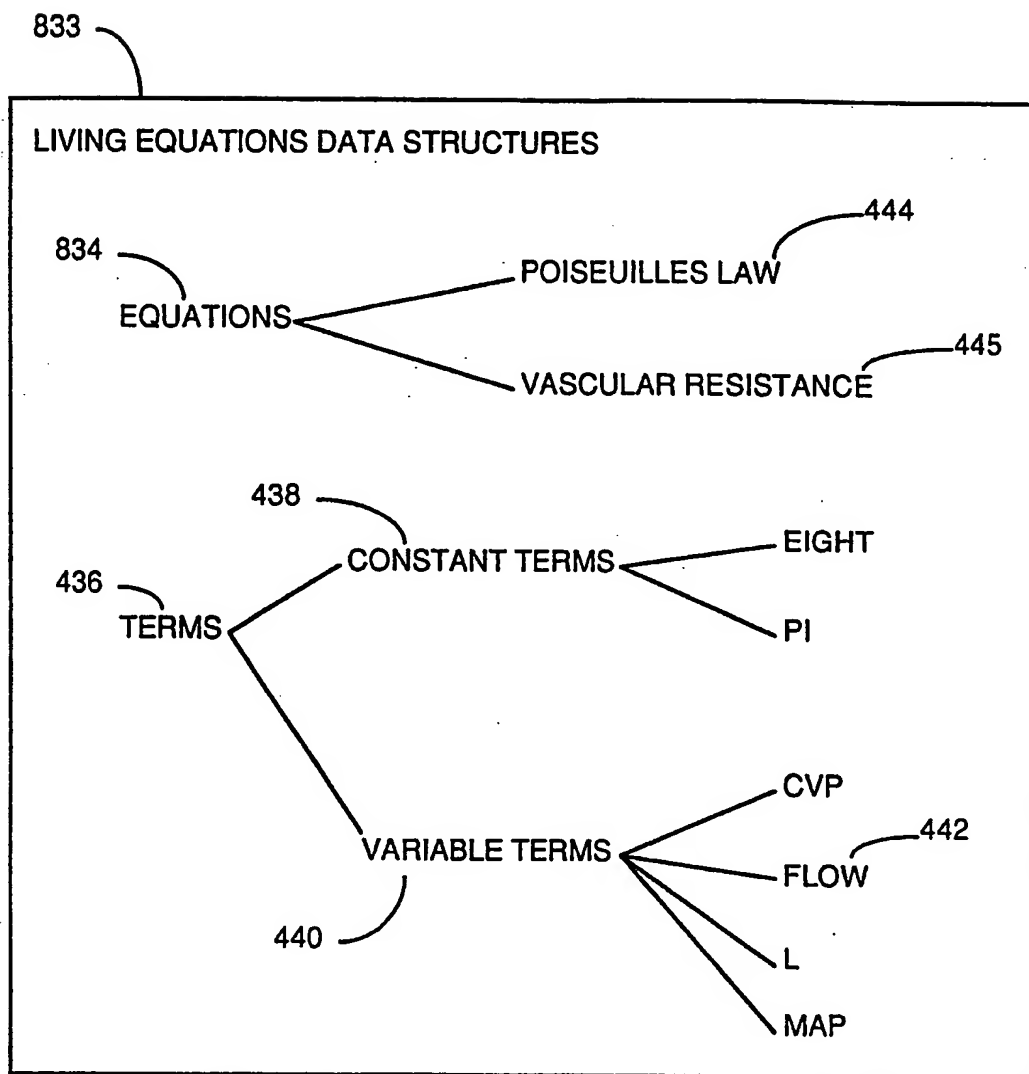 833
LIVING EQUATIONS DATA STRUCTURES
444
834
POISEUILLES LAW
EQUATIONS
445
VASCULAR RESISTANCE
438
EIGHT
CONSTANT TERMS
436
TERMS
PI
CVP
442
VARIABLE TERMS
FLOW
440
L
MAP